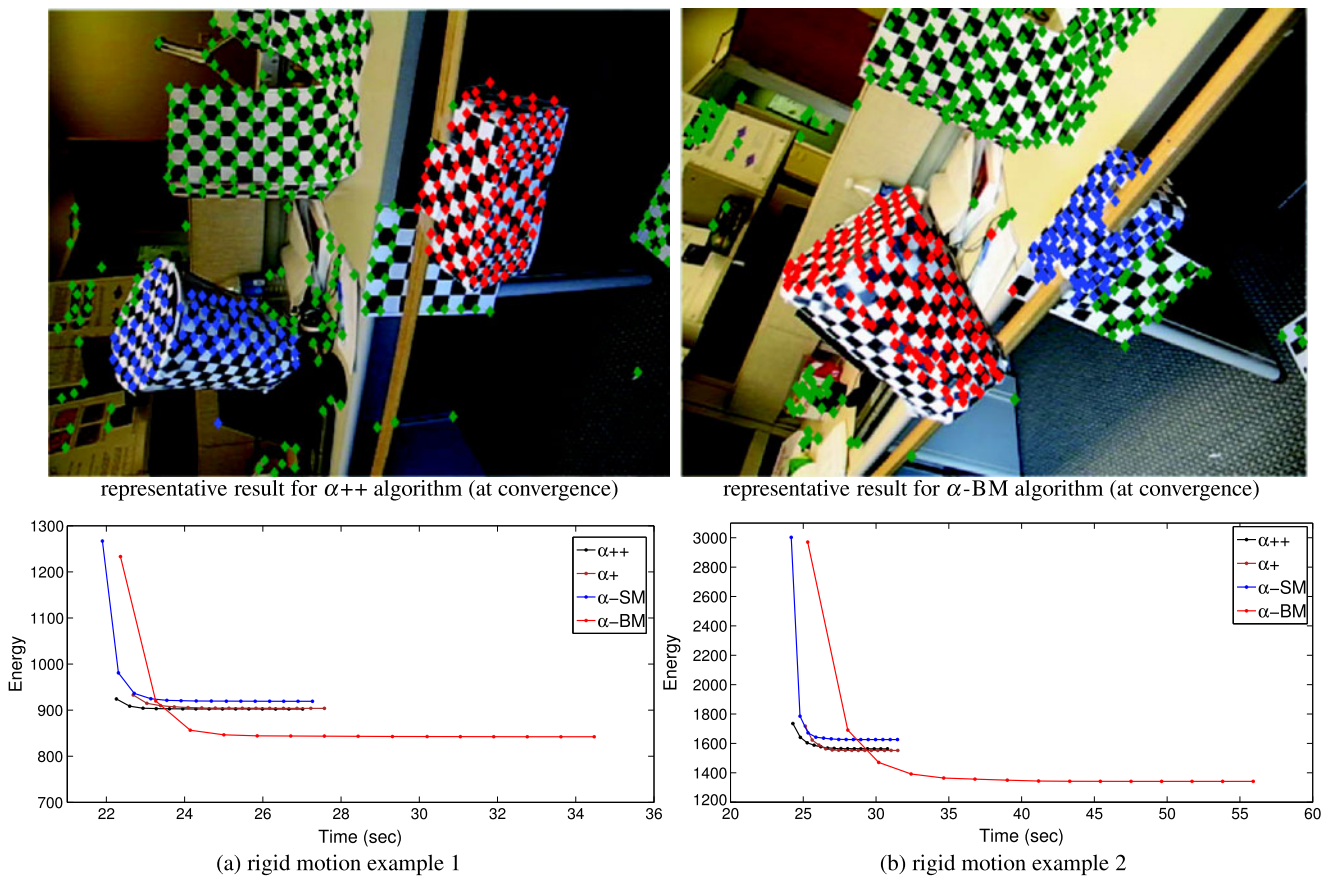 representative result for α++ algorithm (at convergence)
representative result for α-BM algorithm (at convergence)
1300
1200
1100
1000
900
800
700
Energy
22
24
26
28
30
32
34
36
Time (sec)
α++
α+
α−SM
α−BM
(a) rigid motion example 1
3000
2800
2600
2400
2200
2000
1800
1600
1400
1200
Energy
20
25
30
35
40
45
50
55
60
Time (sec)
α++
α+
α−SM
α−BM
(b) rigid motion example 2